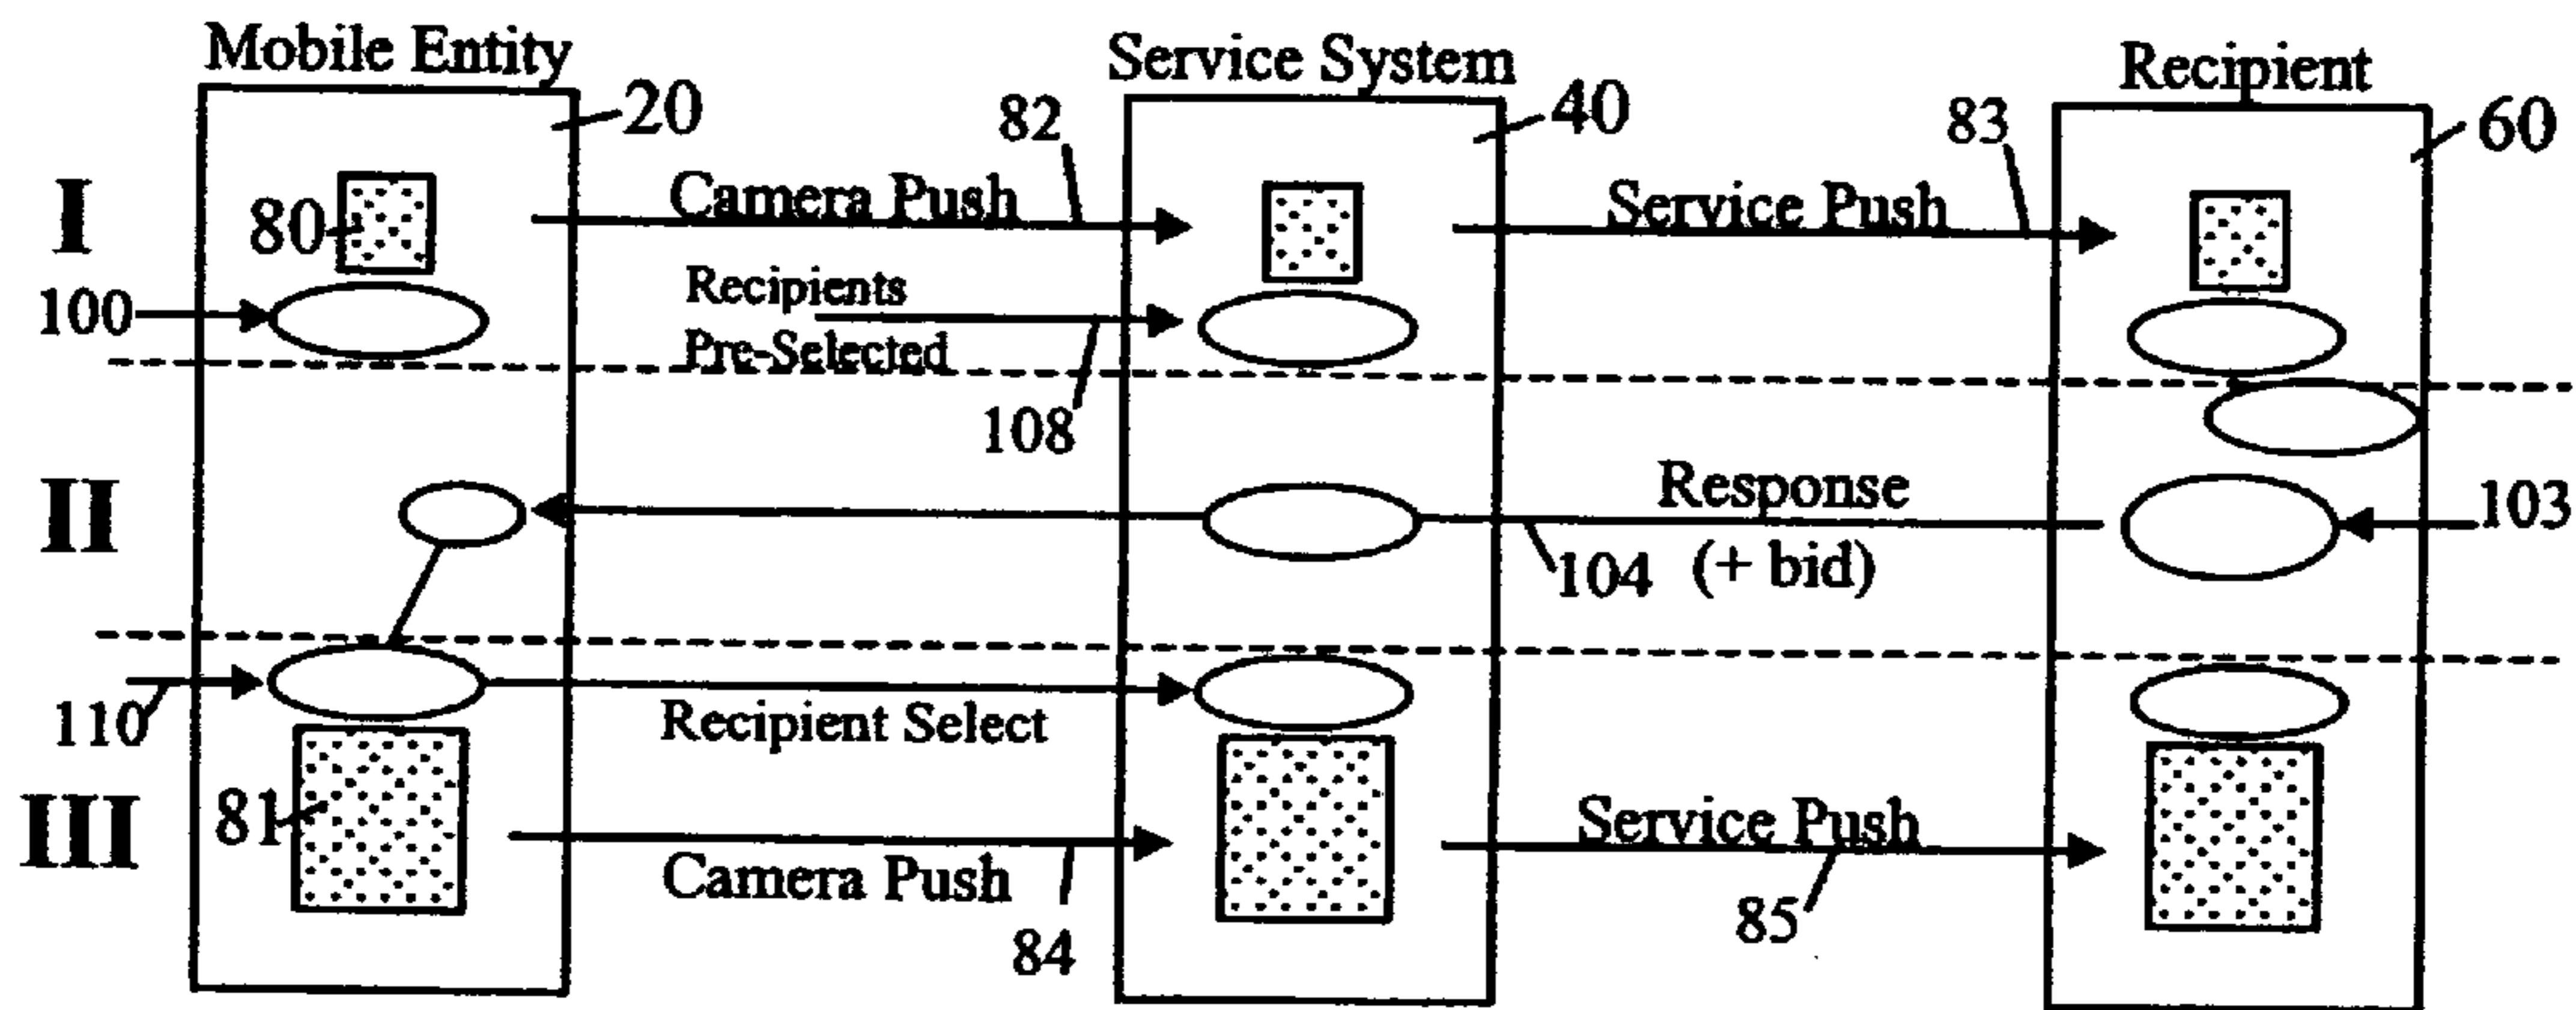 Mobile Entity
Service System
Recipient
20
82
40
83
60
I
80
Camera Push
Service Push
100
Recipients
Pre-Selected
108
II
Response
103
104
(+ bid)
110
Recipient Select
III
81
Camera Push
Service Push
84
85